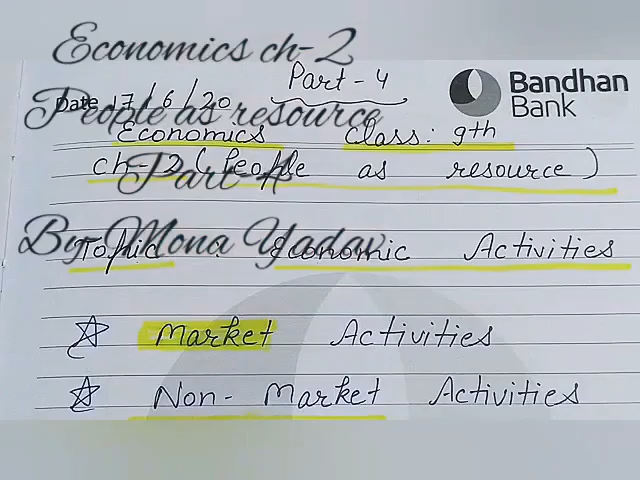 Economics ch-2
Part - 4
Bandhan
Bank
Date 17/6/20
People as resource
Economics Class: 9th
ch-2 (People as resource)
Part-4
By-Mona Yadav
Topic : Economic Activities
☆ Market Activities
☆ Non-Market Activities